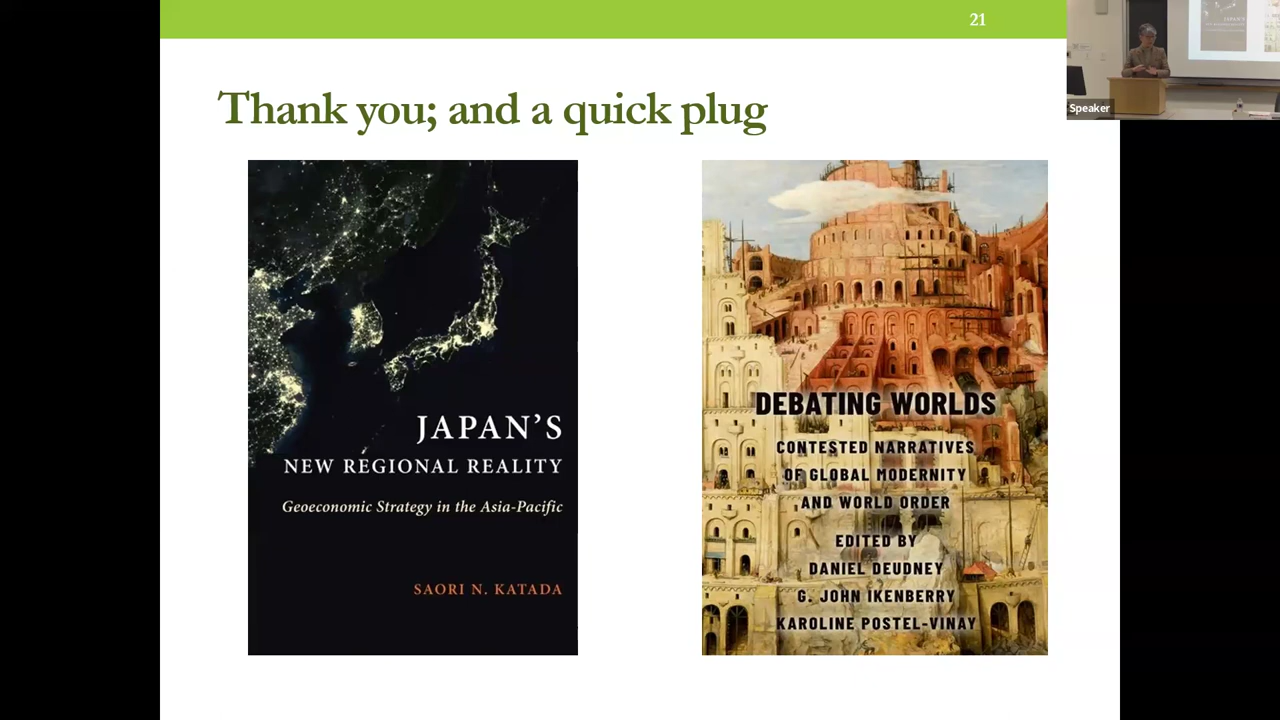 21
Speaker
Thank you; and a quick plug
JAPAN'S
NEW REGIONAL REALITY
Geoeconomic Strategy in the Asia-Pacific
SAORI N. KATADA
DEBATING WORLDS
CONTESTED NARRATIVES
OF GLOBAL MODERNITY
AND WORLD ORDER
EDITED BY
DANIEL DEUDNEY
G. JOHN IKENBERRY
KAROLINE POSTEL-VINAY